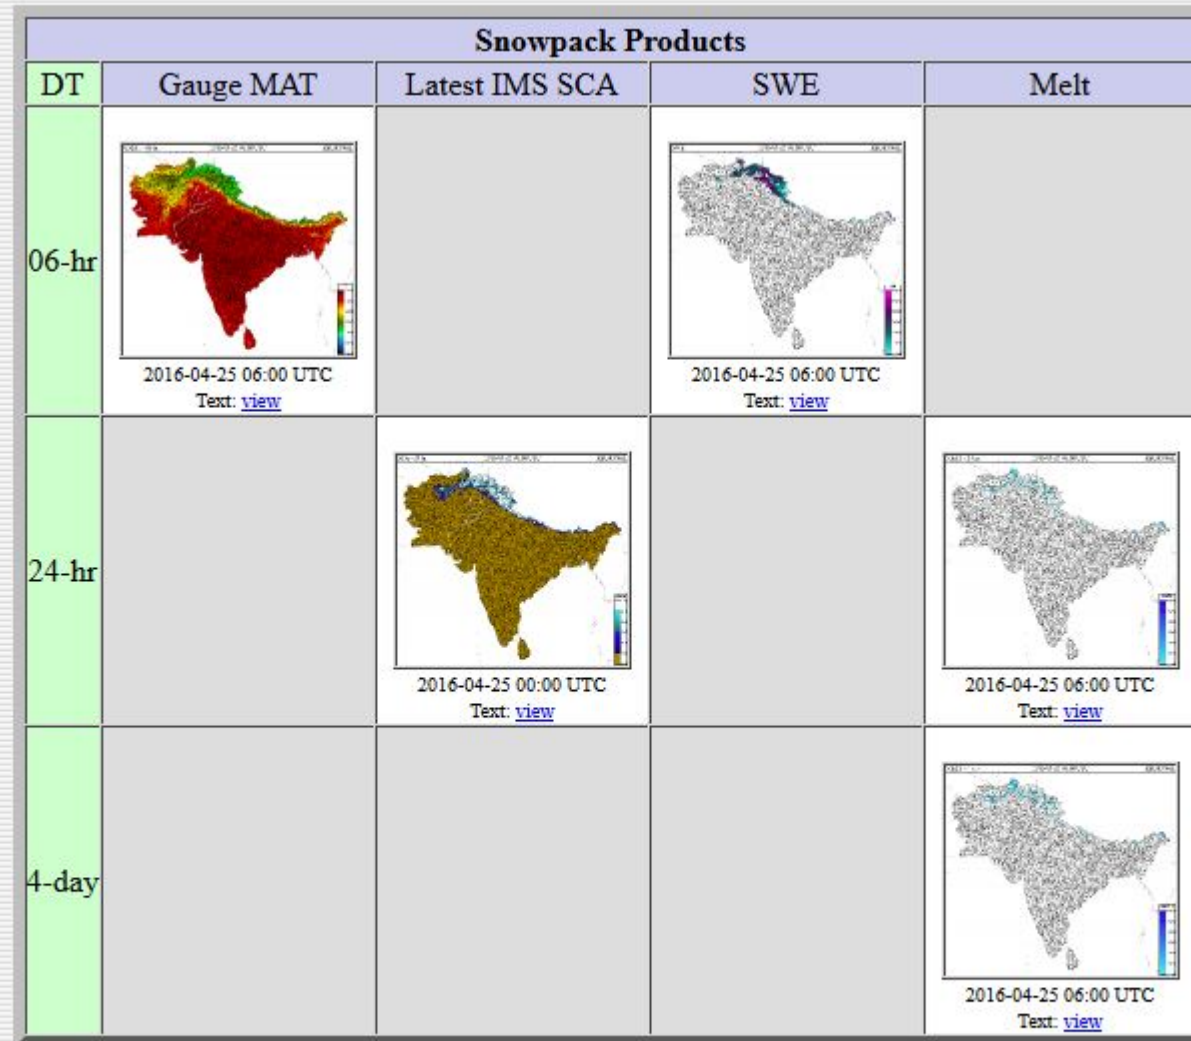 Snowpack Products
DT Gauge MAT Latest IMS SCA SWE Melt
06-hr
2016-04-25 06:00 UTC
Text: view
2016-04-25 06:00 UTC
Text: view
24-hr
2016-04-25 00:00 UTC
Text: view
2016-04-25 06:00 UTC
Text: view
4-day
2016-04-25 06:00 UTC
Text: view